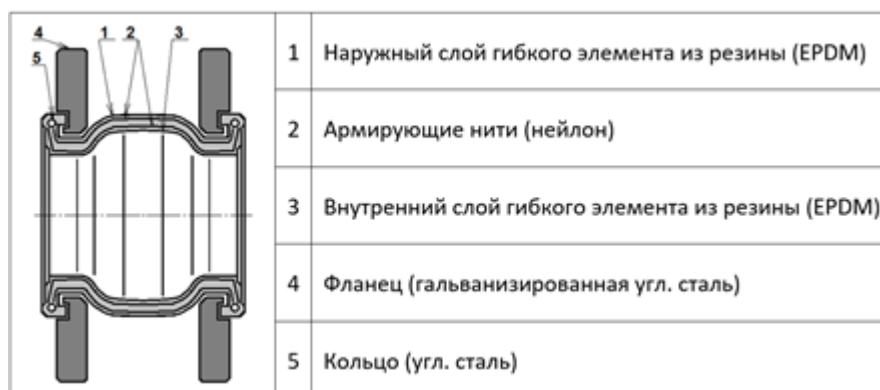 4
1
2
3
5
1 Наружный слой гибкого элемента из резины (EPDM)
2 Армирующие нити (нейлон)
3 Внутренний слой гибкого элемента из резины (EPDM)
4 Фланец (гальванизированная угл. сталь)
5 Кольцо (угл. сталь)